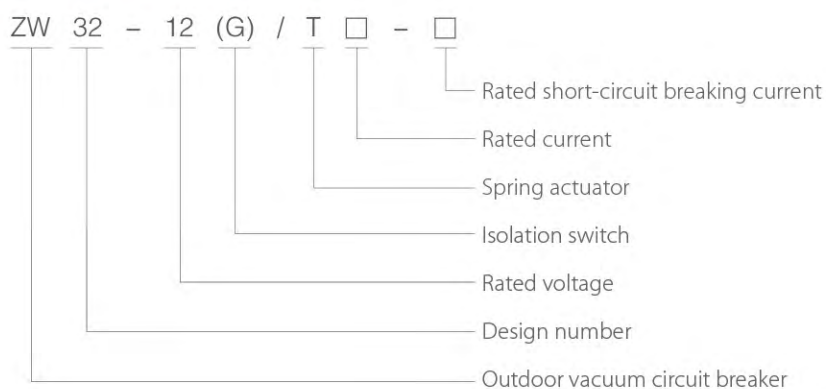 ZW 32 - 12 (G) / T □ - □
Rated short-circuit breaking current
Rated current
Spring actuator
Isolation switch
Rated voltage
Design number
Outdoor vacuum circuit breaker